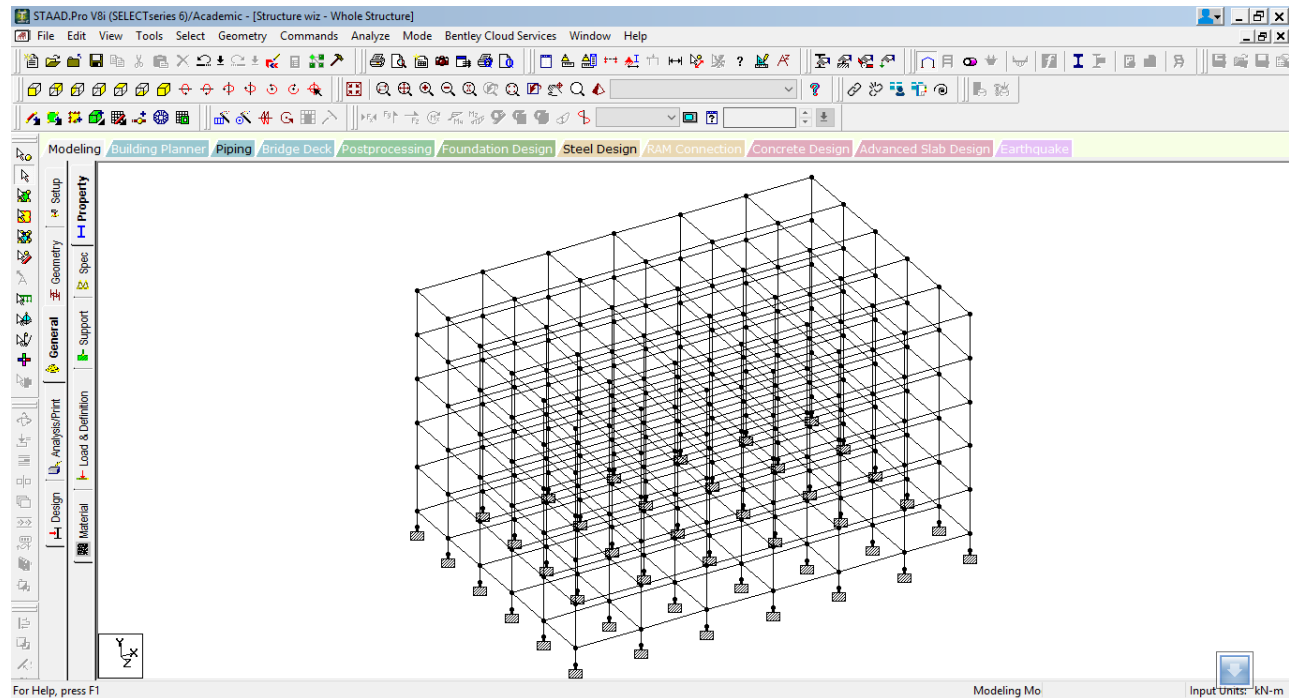 STAAD.Pro V8i (SELECTseries 6)/Academic - [Structure wiz - Whole Structure]
File Edit View Tools Select Geometry Commands Analyze Mode Bentley Cloud Services Window Help
Modeling Building Planner Piping Bridge Deck Postprocessing Foundation Design Steel Design RAM Connection Concrete Design Advanced Slab Design Earthquake
Setup
Geometry
General
Analysis/Print
Design
Property
Spec
Support
Load & Definition
Material
Y
X
Z
For Help, press F1
Modeling Mo
Input Units: kN-m